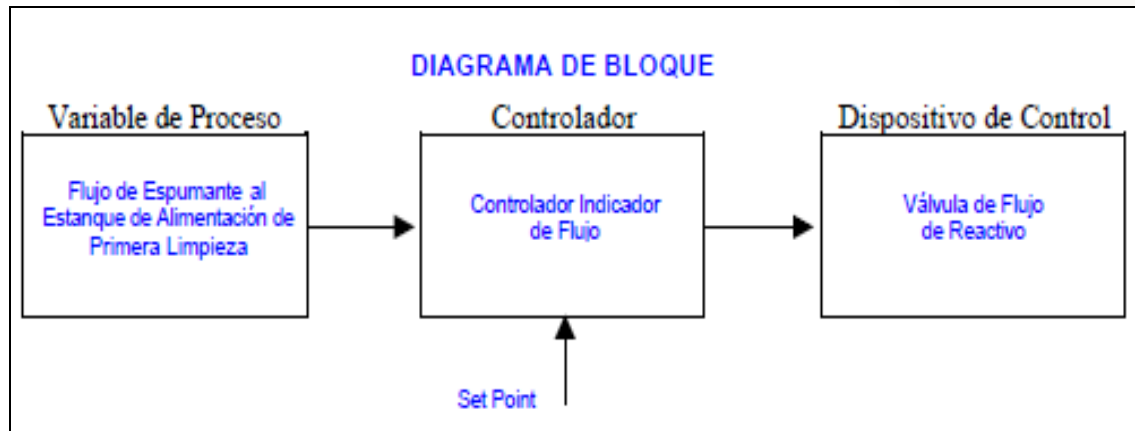 DIAGRAMA DE BLOQUE
Variable de Proceso
Flujo de Espumante al
Estanque de Alimentación de
Primera Limpieza
Controlador
Controlador Indicador
de Flujo
Dispositivo de Control
Válvula de Flujo
de Reactivo
Set Point